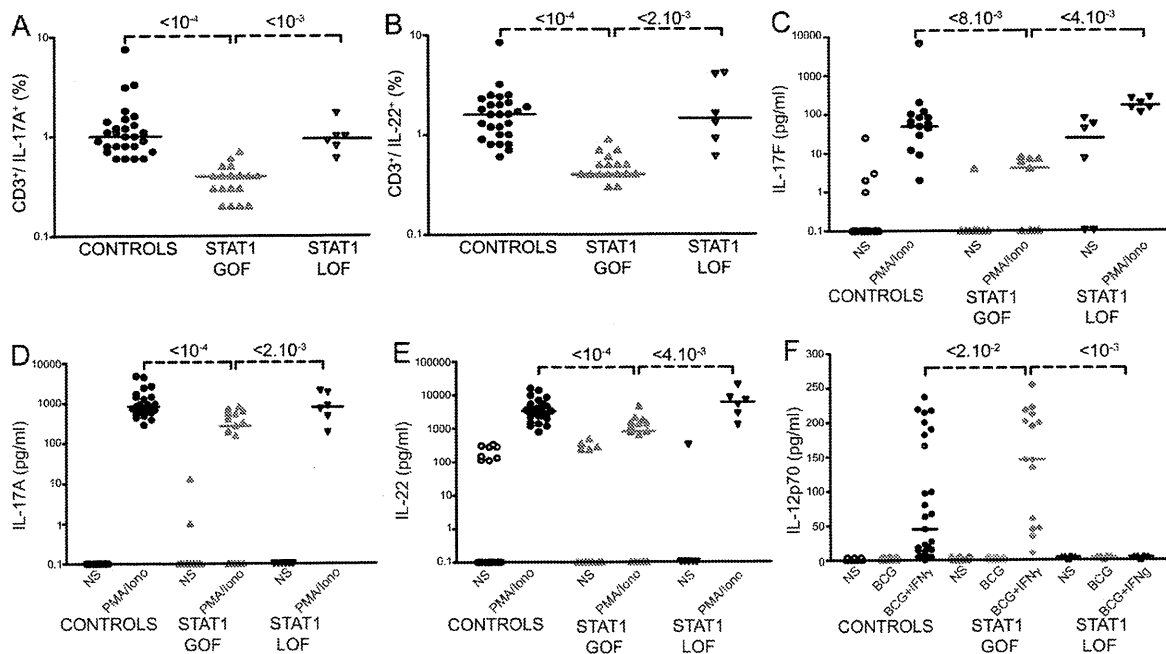 A
<10-4
<10-3
CD3+/ IL-17A+ (%)
10
1
0.1
CONTROLS
STAT1
GOF
STAT1
LOF
B
<10-4
<2.10-3
CD3+/ IL-22+ (%)
10
1
0.1
CONTROLS
STAT1
GOF
STAT1
LOF
C
<8.10-3
<4.10-3
IL-17F (pg/ml)
10000
1000
100
10
1
0.1
NS
PMA/Iono
NS
PMA/Iono
NS
PMA/Iono
CONTROLS
STAT1
GOF
STAT1
LOF
D
<10-4
<2.10-3
IL-17A (pg/ml)
10000
1000
100
10
1
0.1
NS
PMA/Iono
NS
PMA/Iono
NS
PMA/Iono
CONTROLS
STAT1
GOF
STAT1
LOF
E
<10-4
<4.10-3
IL-22 (pg/ml)
100000
10000
1000
100
10
1
0.1
NS
PMA/Iono
NS
PMA/Iono
NS
PMA/Iono
CONTROLS
STAT1
GOF
STAT1
LOF
F
<2.10-2
<10-3
IL-12p70 (pg/ml)
300
250
200
150
100
50
0
NS
BCG
BCG+IFNγ
NS
BCG
BCG+IFNγ
NS
BCG
BCG+IFNg
CONTROLS
STAT1
GOF
STAT1
LOF